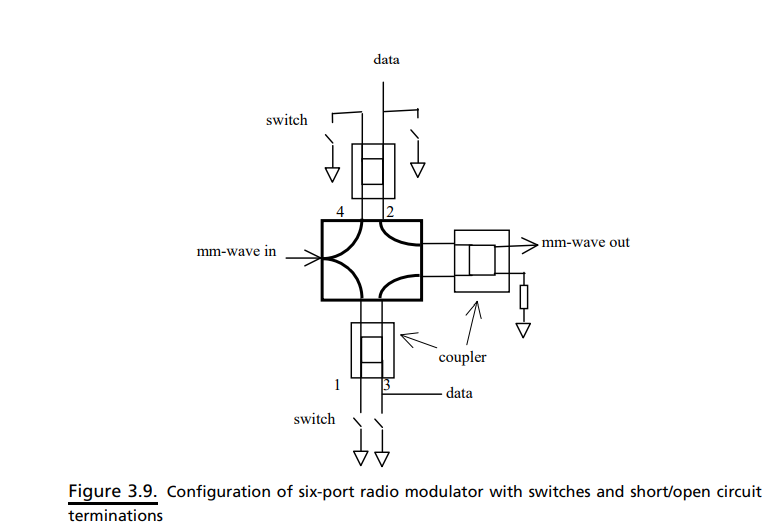 data
switch
4
2
mm-wave in
mm-wave out
coupler
1
3
data
switch
Figure 3.9. Configuration of six-port radio modulator with switches and short/open circuit
terminations